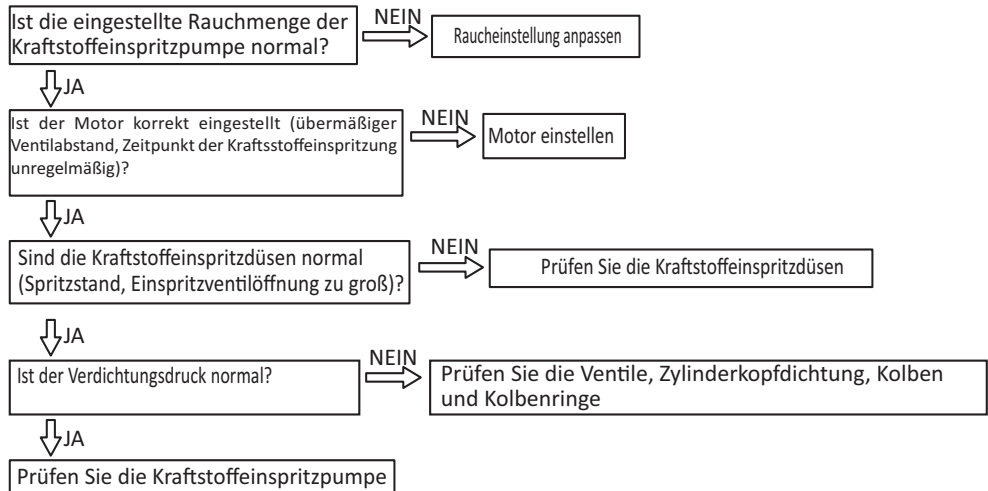 Ist die eingestellte Rauchmenge der
Kraftstoffeinspritzpumpe normal?
NEIN
Raucheinstellung anpassen
JA
Ist der Motor korrekt eingestellt (übermäßiger
Ventilabstand, Zeitpunkt der Kraftsstoffeinspritzung
unregelmäßig)?
NEIN
Motor einstellen
JA
Sind die Kraftstoffeinspritzdüsen normal
(Spritzstand, Einspritzventilöffnung zu groß)?
NEIN
Prüfen Sie die Kraftstoffeinspritzdüsen
JA
Ist der Verdichtungsdruck normal?
NEIN
Prüfen Sie die Ventile, Zylinderkopfdichtung, Kolben
und Kolbenringe
JA
Prüfen Sie die Kraftstoffeinspritzpumpe